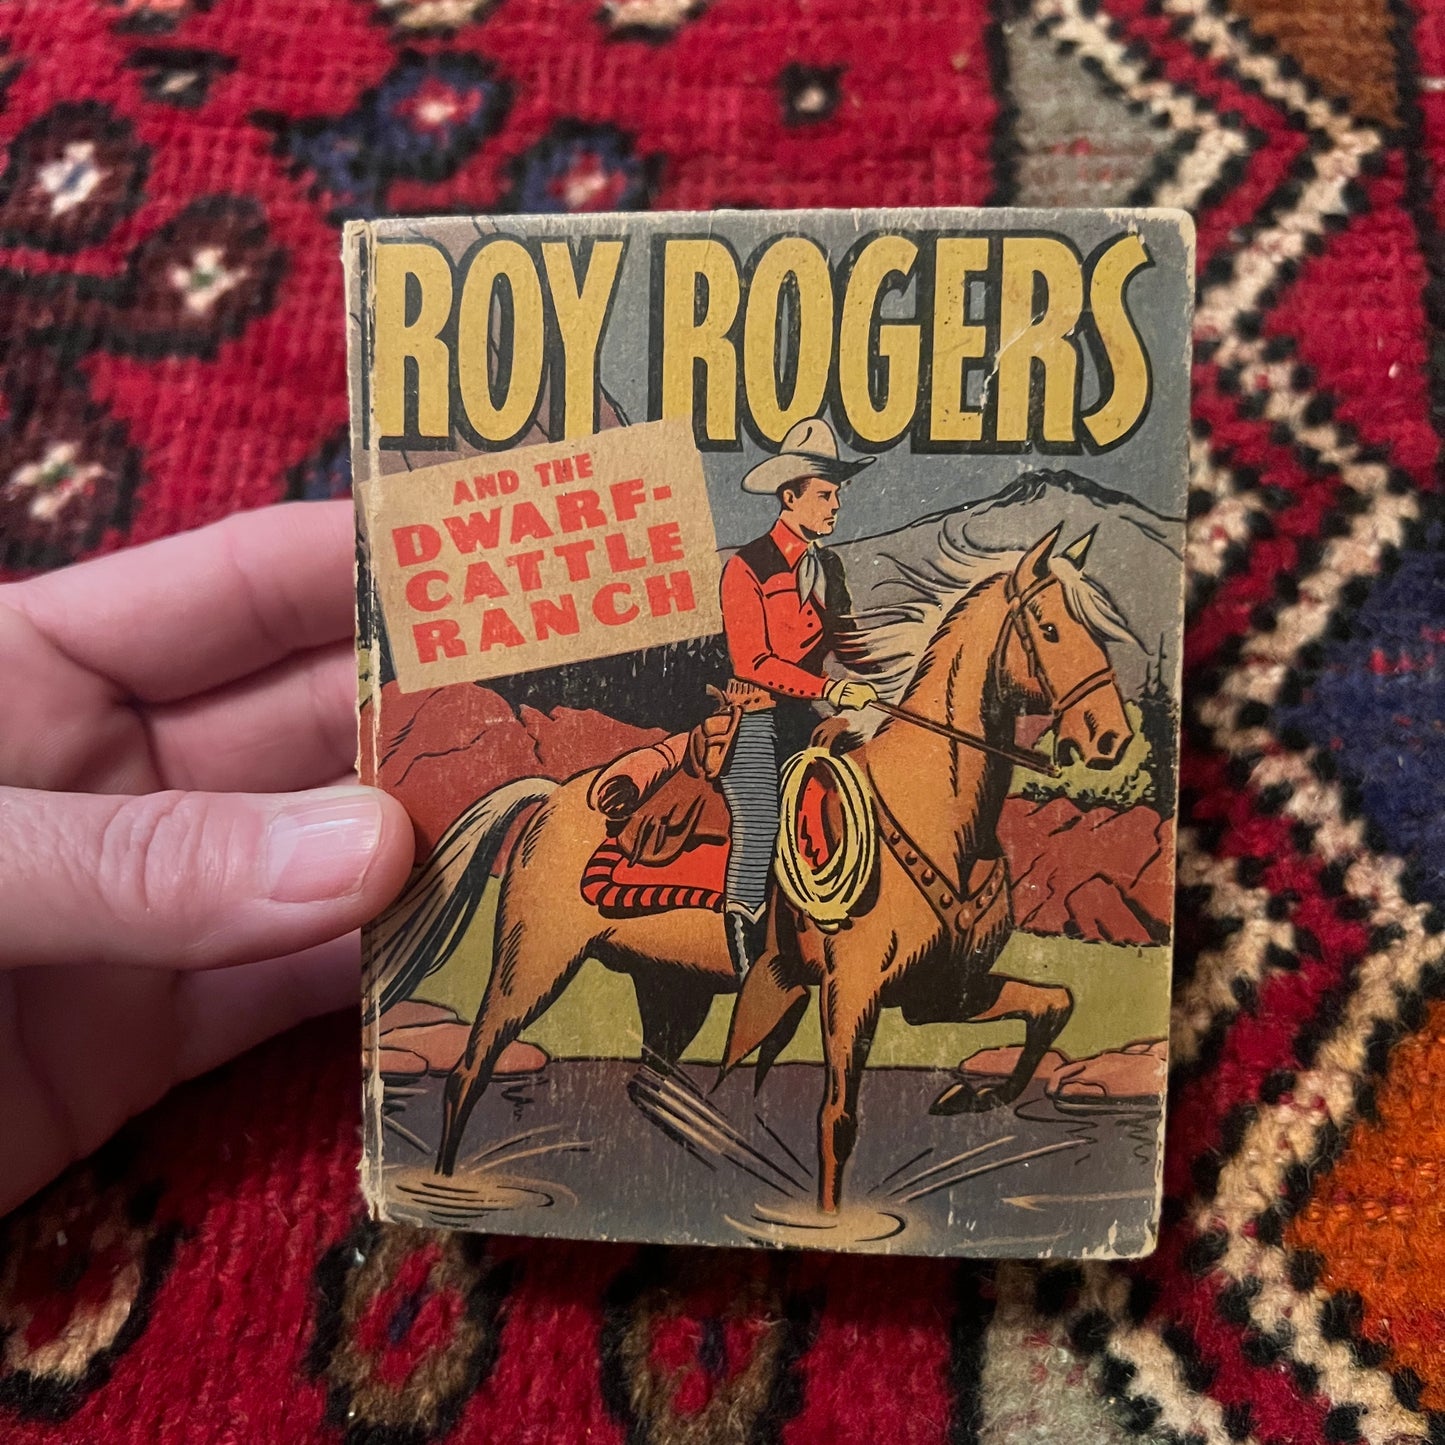 ROY ROGERS
AND THE
DWARF-
CATTLE
RANCH